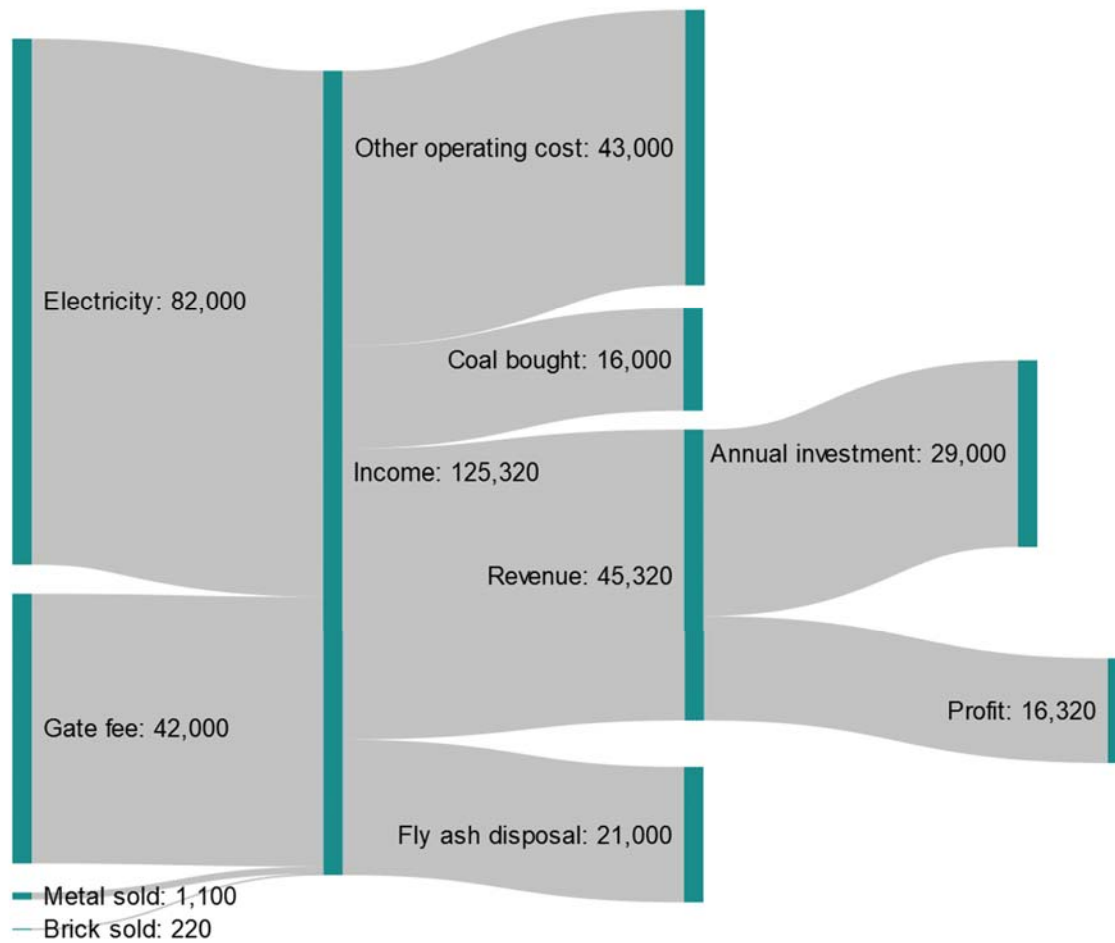 Other operating cost: 43,000
Electricity: 82,000
Coal bought: 16,000
Annual investment: 29,000
Income: 125,320
Revenue: 45,320
Profit: 16,320
Gate fee: 42,000
Fly ash disposal: 21,000
Metal sold: 1,100
Brick sold: 220